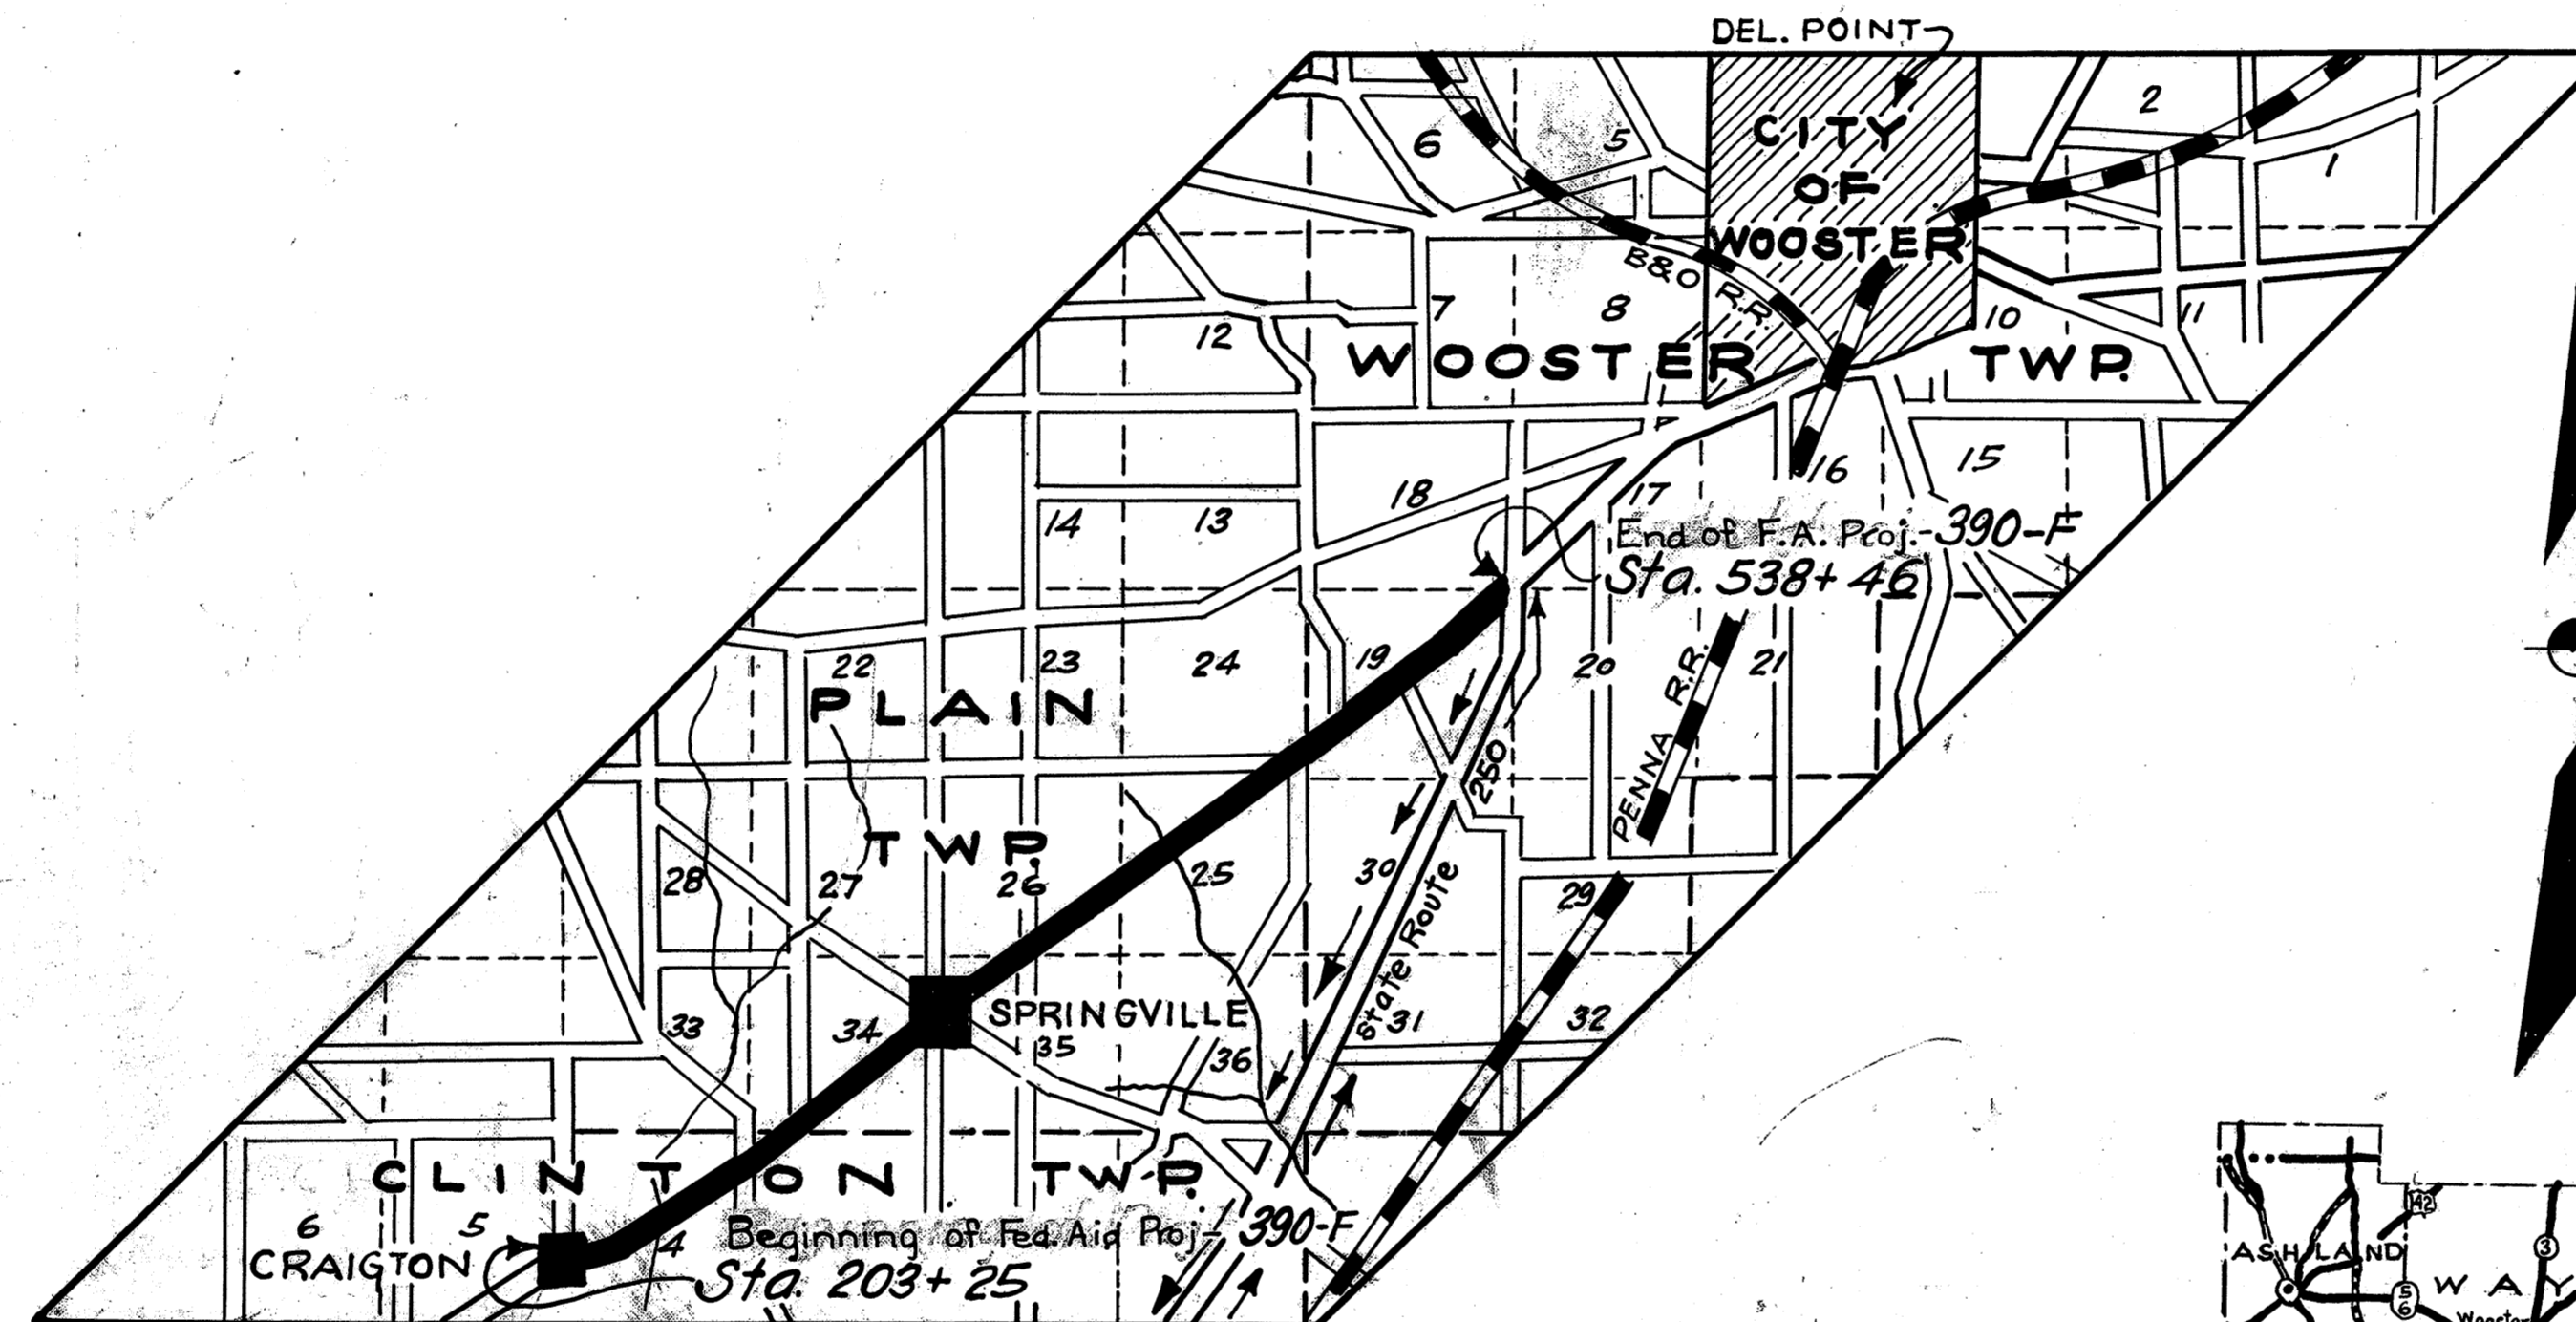 DEL. POINT
CITY
OF
WOOSTER
2
6
5
1
B&O R.R.
7
8
10
11
12
WOOSTER TWP.
18
17
16
15
14
13
End of F.A. Proj.-390-F
Sta. 538+46
22
23
24
19
20
21
PLAIN
TWP.
PENNA R.R.
250
State Route
28
27
26
25
30
29
33
34
SPRINGVILLE
35
36
31
32
CLINTON TWP.
6
5
4
Beginning of Fed. Aid Proj.- 390-F
CRAIGTON
Sta. 203+25
142
ASHLAND
3
WAY
5
6
Wooster